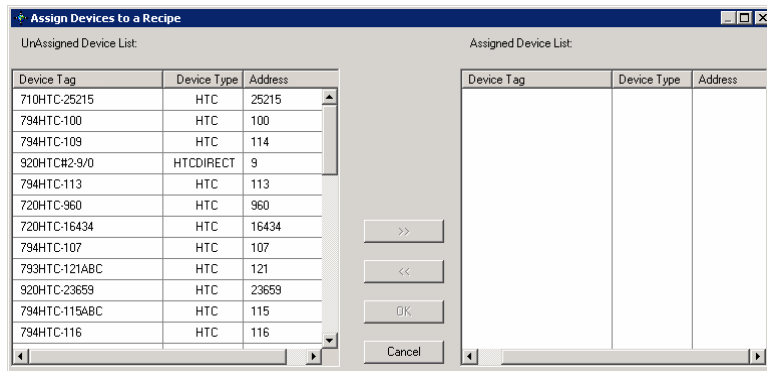 Assign Devices to a Recipe
UnAssigned Device List:
Assigned Device List:
Device Tag Device Type Address
710HTC-25215 HTC 25215
794HTC-100 HTC 100
794HTC-109 HTC 114
920HTC#2-9/0 HTCDIRECT 9
794HTC-113 HTC 113
720HTC-960 HTC 960
720HTC-16434 HTC 16434
794HTC-107 HTC 107
793HTC-121ABC HTC 121
920HTC-23659 HTC 23659
794HTC-115ABC HTC 115
794HTC-116 HTC 116
>>
<<
OK
Cancel
Device Tag Device Type Address